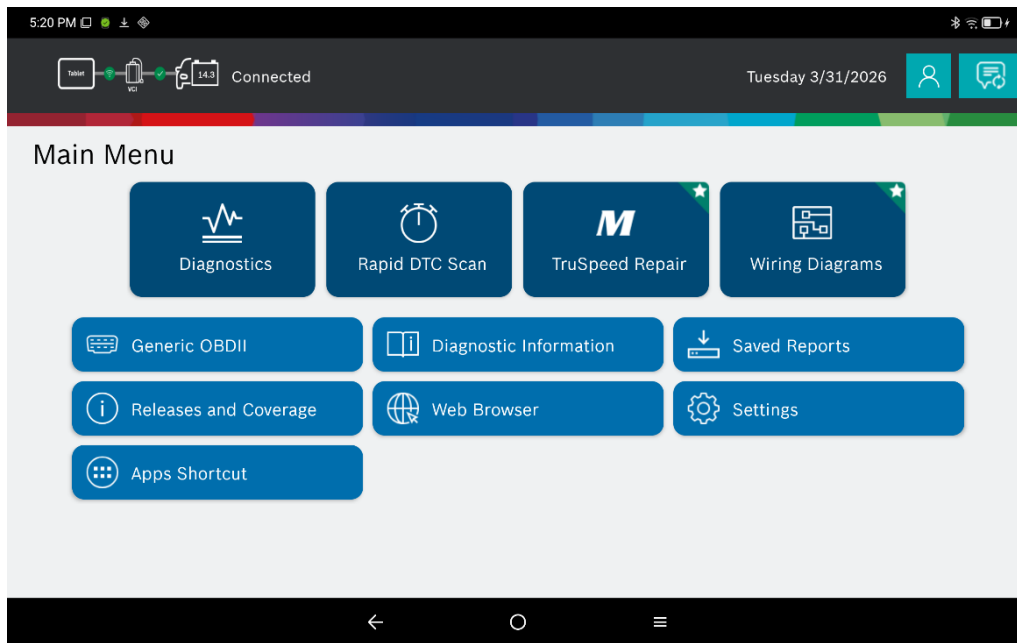 5:20 PM
Tablet
VCI
14.3
Connected
Tuesday 3/31/2026
Main Menu
Diagnostics
Rapid DTC Scan
M
TruSpeed Repair
Wiring Diagrams
Generic OBDII
Diagnostic Information
Saved Reports
Releases and Coverage
Web Browser
Settings
Apps Shortcut